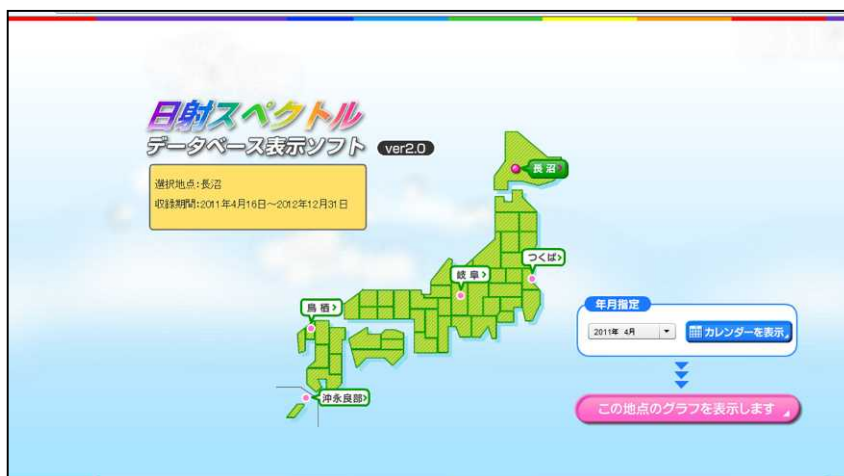 日射スペクトル
データベース表示ソフト ver2.0
選択地点:長沼
収録期間:2011年4月16日～2012年12月31日
長沼
つくば
岐阜
鳥栖
沖永良部
年月指定
2011年 4月
カレンダーを表示
この地点のグラフを表示します